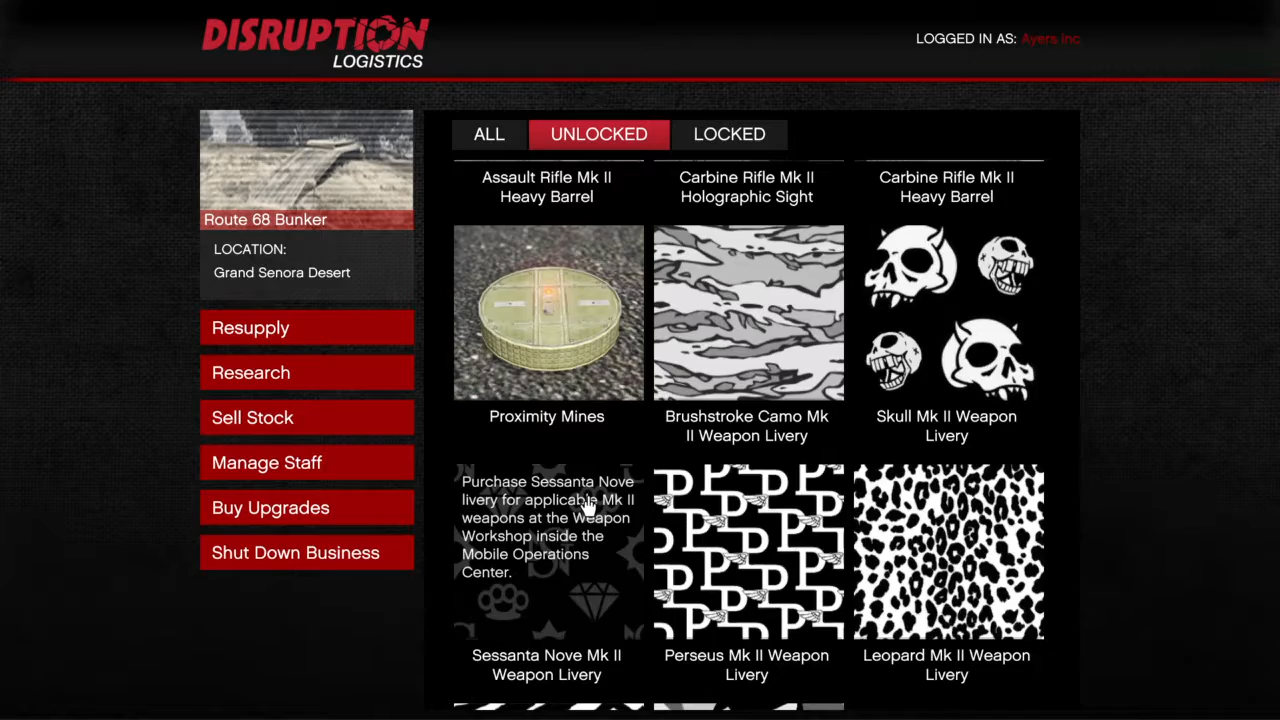 DISRUPTION
LOGISTICS
LOGGED IN AS: Ayers Inc
Route 68 Bunker
LOCATION:
Grand Senora Desert
Resupply
Research
Sell Stock
Manage Staff
Buy Upgrades
Shut Down Business
ALL
UNLOCKED
LOCKED
Assault Rifle Mk II
Heavy Barrel
Carbine Rifle Mk II
Holographic Sight
Carbine Rifle Mk II
Heavy Barrel
Proximity Mines
Brushstroke Camo Mk
II Weapon Livery
Skull Mk II Weapon
Livery
Purchase Sessanta Nove
livery for applicable Mk II
weapons at the Weapon
Workshop inside the
Mobile Operations
Center.
Sessanta Nove Mk II
Weapon Livery
Perseus Mk II Weapon
Livery
Leopard Mk II Weapon
Livery